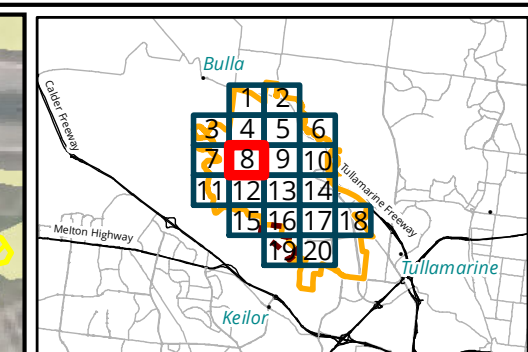 Bulla
Calder Freeway
1 2
3 4 5 6
7 8 9 10
11 12 13 14
15 16 17 18
19 20
Tullamarine Freeway
Melton Highway
Tullamarine
Keilor